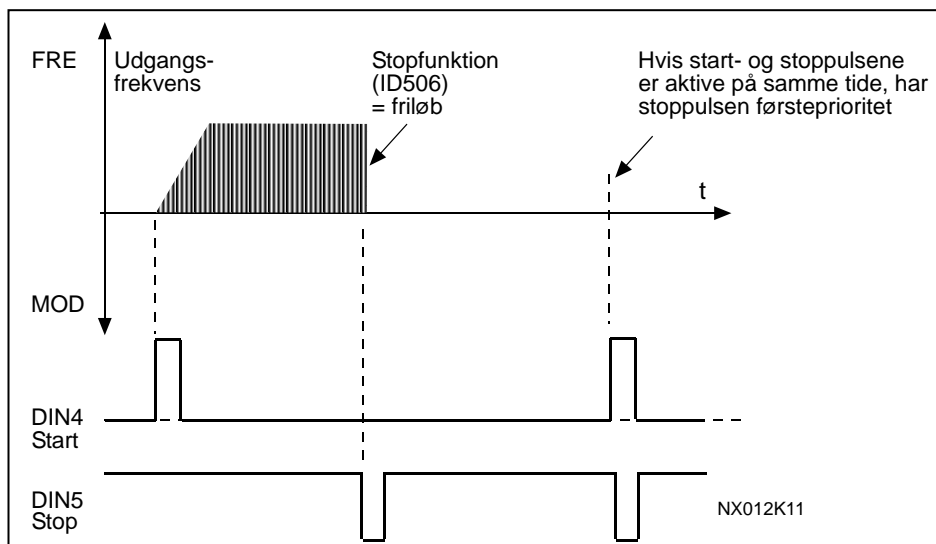 FRE
Udgangs-
frekvens
Stopfunktion
(ID506)
= friløb
Hvis start- og stoppulsene
er aktive på samme tide, har
stoppulsen førsteprioritet
t
MOD
DIN4
Start
DIN5
Stop
NX012K11